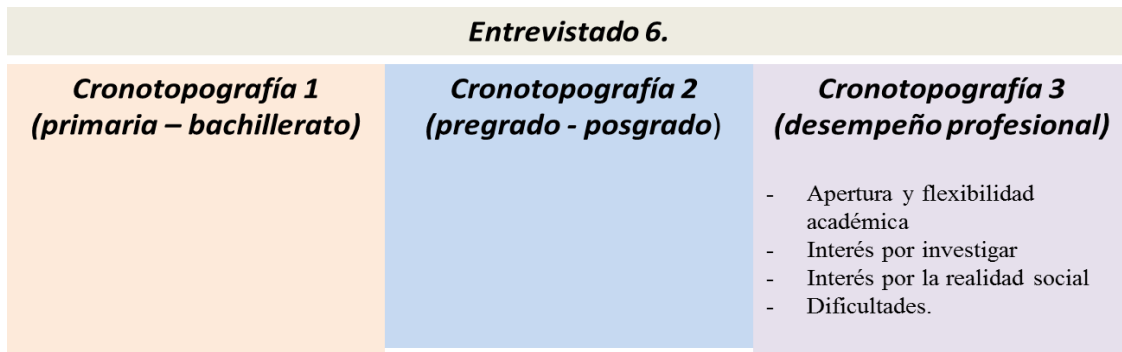 Entrevistado 6.
Cronotopografía 1
(primaria – bachillerato)
Cronotopografía 2
(pregrado - posgrado)
Cronotopografía 3
(desempeño profesional)
- Apertura y flexibilidad
académica
- Interés por investigar
- Interés por la realidad social
- Dificultades.